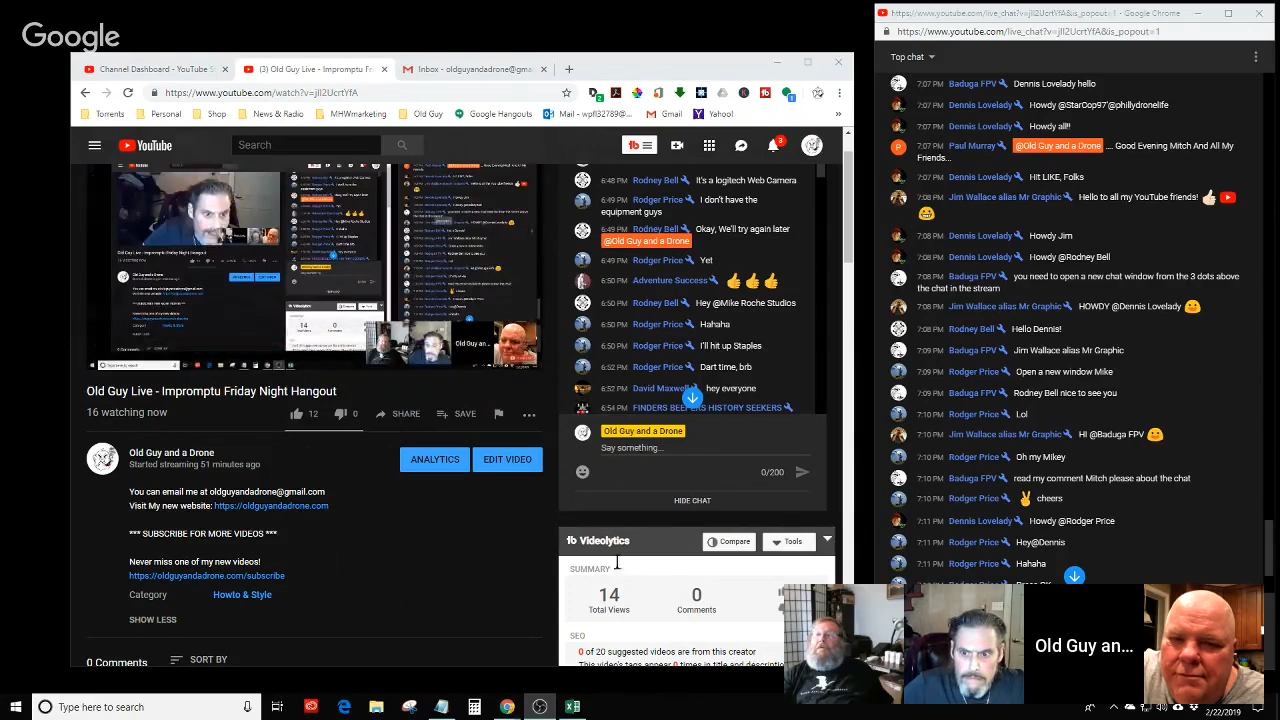 Google
Channel Dashboard - YouTube S
(3) Old Guy Live - Impromptu Fr
Inbox - oldguyandadrone@gma
https://www.youtube.com/watch?v=jIl2UcrtYfA
Torrents
Personal
Shop
News & Global
MHWorketing
Old Guy
Google Hangouts
Mail - wpfl32789@...
Gmail
Yahoo!
YouTube
Search
3
6:48 PM Rodney Bell It's a logitech Web Camera
6:49 PM Rodger Price
ment guys
6:49 PM Rodney Bell Okay, We'll begin later
@Old Guy and a Drone
6:49 PM Rodger Price Yet
6:50 PM Adventure Success
6:50 PM Rodney Bell Hey @Mike Roche Studios
6:50 PM Rodger Price Hahaha
6:50 PM Rodger Price I'll hit up sales
6:52 PM Rodger Price Dart time, brb
6:52 PM David Maxwell hey everyone
6:54 PM FINDERS BEEPERS HISTORY SEEKERS
Old Guy and a Drone
Say something...
0/200
HIDE CHAT
Old Guy Live - Impromptu Friday Night Hangout
16 watching now
12
0
SHARE
SAVE
Old Guy and a Drone
Started streaming 51 minutes ago
ANALYTICS
EDIT VIDEO
You can email me at oldguyandadrone@gmail.com
Visit My new website: https://oldguyandadrone.com
*** SUBSCRIBE FOR MORE VIDEOS ***
Never miss one of my new videos!
https://oldguyandadrone.com/subscribe
Category Howto & Style
SHOW LESS
0 Comments
SORT BY
Videolytics
Compare
Tools
SUMMARY
14
Total Views
0
Comments
SEO
0 of 20 suggested videos are from this creator
This video's tags appear 0 times in title and descripti
https://www.youtube.com/live_chat?v=jIl2UcrtYfA&is_popout=1 - Google Chrome
https://www.youtube.com/live_chat?v=jIl2UcrtYfA&is_popout=1
Top chat
7:07 PM Baduga FPV Dennis Lovelady hello
7:07 PM Dennis Lovelady Howdy @StarCop97'@phillydronelife
7:07 PM Dennis Lovelady Howdy all!!
P
7:07 PM Paul Murray @Old Guy and a Drone .... Good Evening Mitch And All My
Friends...
7:07 PM Dennis Lovelady Hit LIKE, Folks
7:08 PM Jim Wallace alias Mr Graphic Hello to all my YouTube friends
7:08 PM Dennis Lovelady Howdy Jim
7:08 PM Dennis Lovelady Howdy @Rodney Bell
7:08 PM Baduga FPV you need to open a new chat window from the 3 dots above
the chat in the stream
7:08 PM Jim Wallace alias Mr Graphic HOWDY @Dennis Lovelady
7:08 PM Rodney Bell Hello Dennis!
7:09 PM Baduga FPV Jim Wallace alias Mr Graphic
7:09 PM Rodger Price Open a new window Mike
7:09 PM Baduga FPV Rodney Bell nice to see you
7:10 PM Rodger Price Lol
7:10 PM Jim Wallace alias Mr Graphic HI @Baduga FPV
7:10 PM Rodger Price Oh my Mikey
7:10 PM Baduga FPV read my comment Mitch please about the chat
7:10 PM Rodger Price cheers
7:11 PM Dennis Lovelady Howdy @Rodger Price
7:11 PM Rodger Price Hey@Dennis
7:11 PM Rodger Price Hahaha
Old Guy an...
Type here to search
2/22/2019